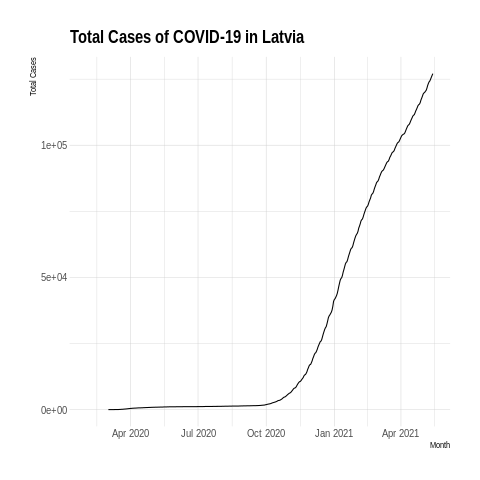 Total Cases of COVID-19 in Latvia
Total Cases
1e+05
5e+04
0e+00
Apr 2020 Jul 2020 Oct 2020 Jan 2021 Apr 2021
Month